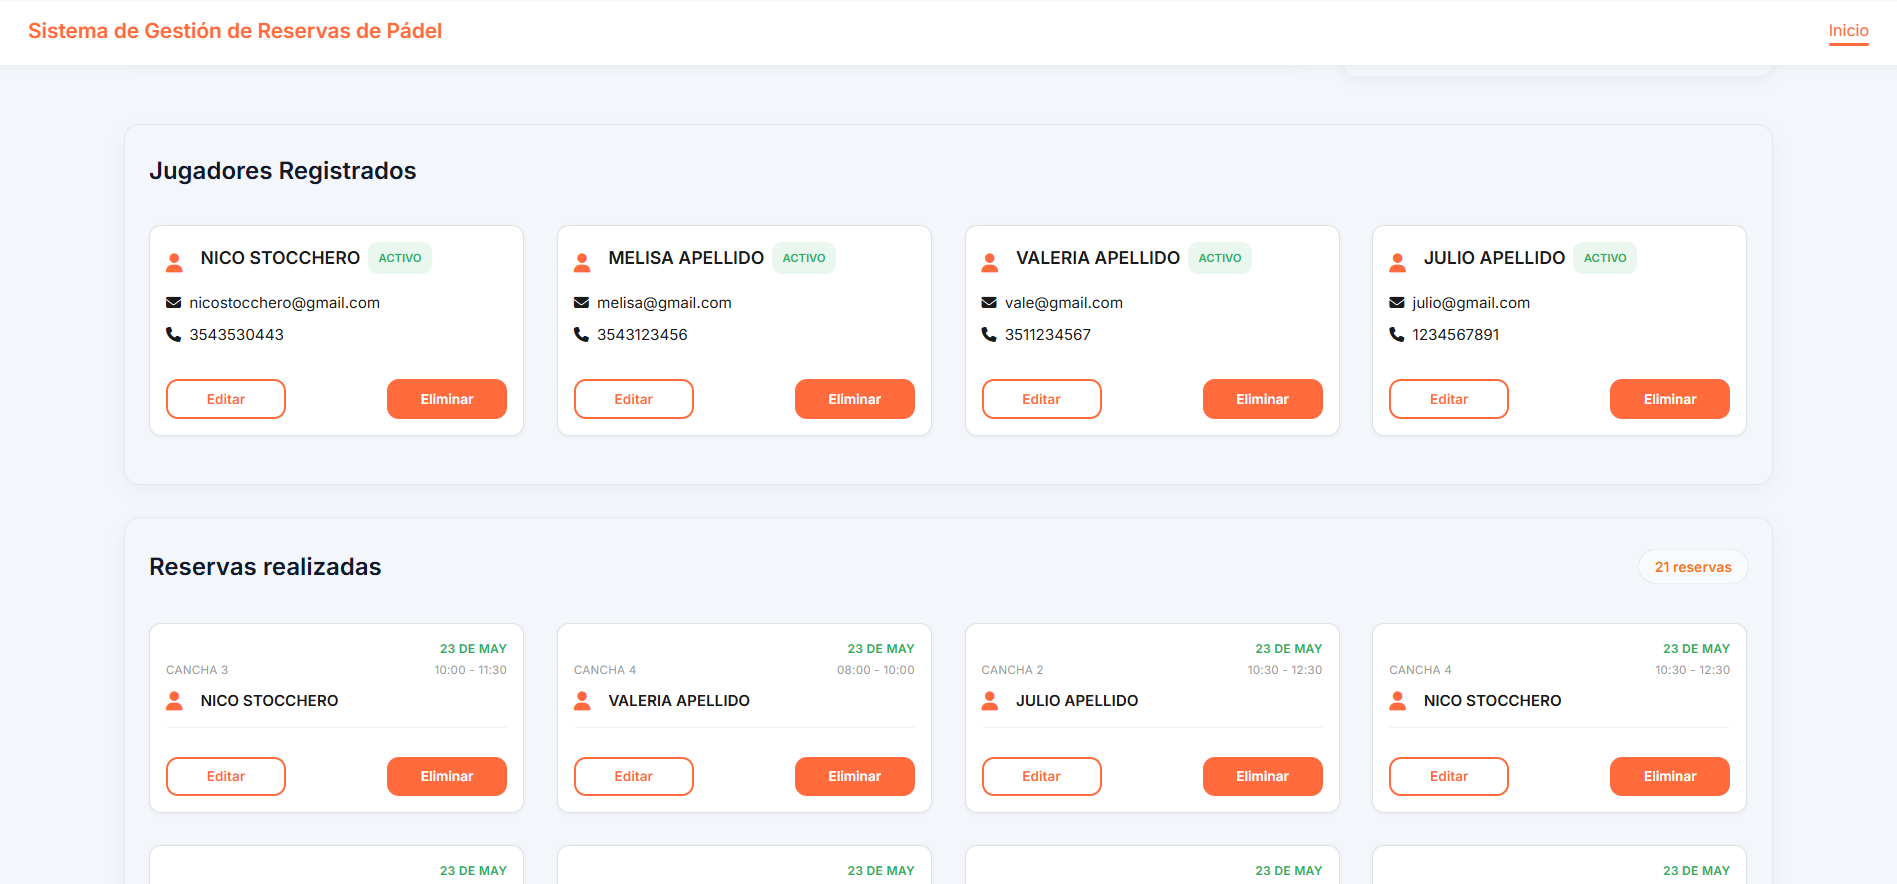 Sistema de Gestión de Reservas de Pádel
Inicio
Jugadores Registrados
NICO STOCCHERO ACTIVO
nicostocchero@gmail.com
3543530443
Editar Eliminar
MELISA APELLIDO ACTIVO
melisa@gmail.com
3543123456
Editar Eliminar
VALERIA APELLIDO ACTIVO
vale@gmail.com
3511234567
Editar Eliminar
JULIO APELLIDO ACTIVO
julio@gmail.com
1234567891
Editar Eliminar
Reservas realizadas
21 reservas
23 DE MAY
CANCHA 3 10:00 - 11:30
NICO STOCCHERO
Editar Eliminar
23 DE MAY
CANCHA 4 08:00 - 10:00
VALERIA APELLIDO
Editar Eliminar
23 DE MAY
CANCHA 2 10:30 - 12:30
JULIO APELLIDO
Editar Eliminar
23 DE MAY
CANCHA 4 10:30 - 12:30
NICO STOCCHERO
Editar Eliminar
23 DE MAY
23 DE MAY
23 DE MAY
23 DE MAY